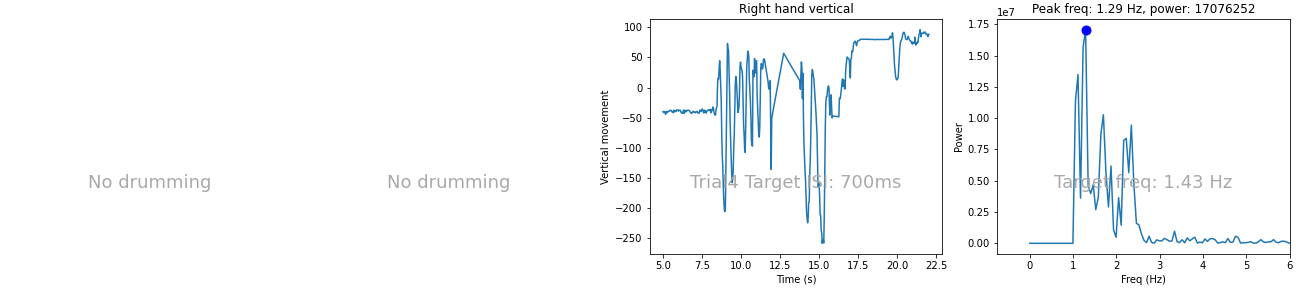 No drumming
No drumming
Right hand vertical
Vertical movement
100
50
0
−50
−100
−150
−200
−250
Trial 4 Target ISI: 700ms
5.0 7.5 10.0 12.5 15.0 17.5 20.0 22.5
Time (s)
Peak freq: 1.29 Hz, power: 17076252
1e7
Power
1.75
1.50
1.25
1.00
0.75
0.50
0.25
0.00
Target freq: 1.43 Hz
0 1 2 3 4 5 6
Freq (Hz)